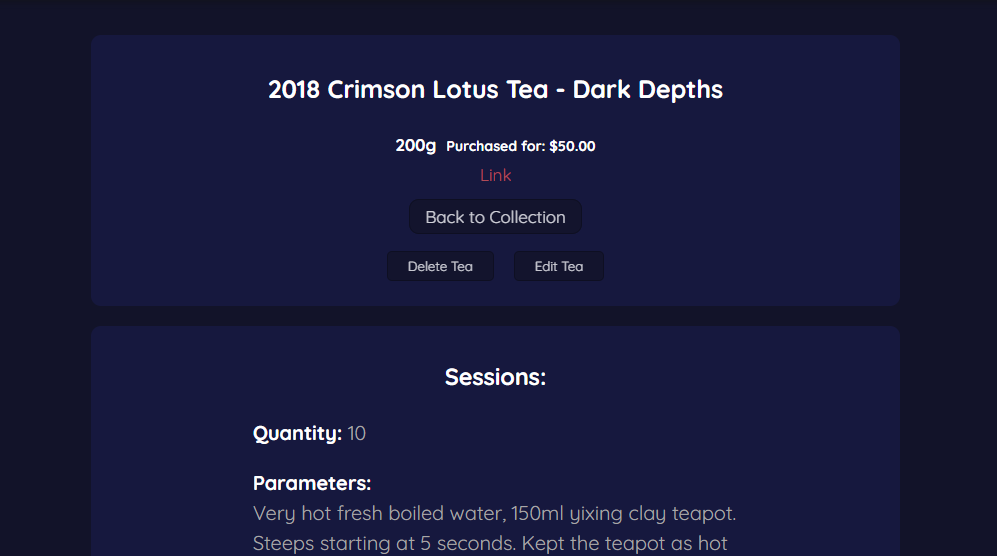 2018 Crimson Lotus Tea - Dark Depths
200g Purchased for: $50.00
Link
Back to Collection
Delete Tea Edit Tea
Sessions:
Quantity: 10
Parameters:
Very hot fresh boiled water, 150ml yixing clay teapot.
Steeps starting at 5 seconds. Kept the teapot as hot